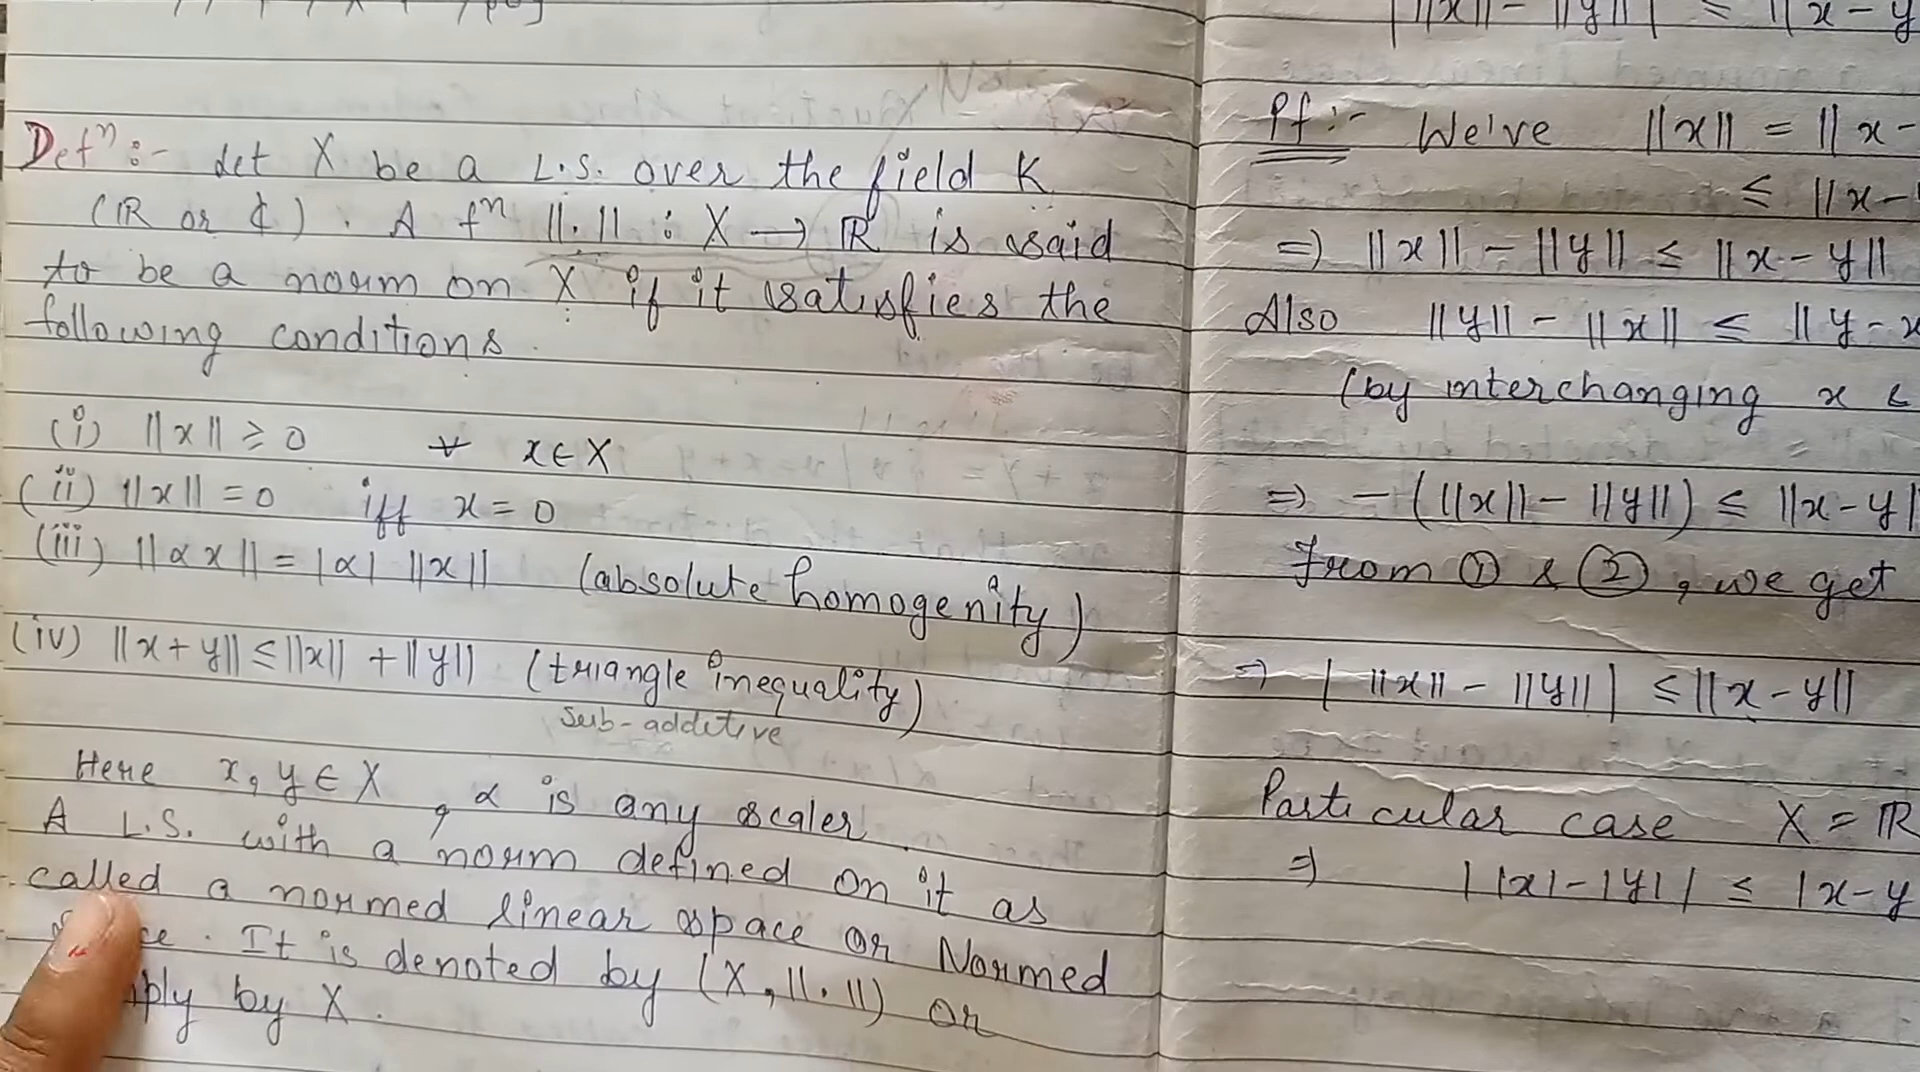 Defⁿ :- Let X be a L.S. over the field K
(ℝ or ₵). A fⁿ ||.|| : X → ℝ is said
to be a norm on X if it satisfies the
following conditions.
(i) ||x|| ≥ 0 ∀ x ∈ X
(ii) ||x|| = 0 iff x = 0
(iii) ||αx|| = |α| ||x|| (absolute homogenity)
(iv) ||x+y|| ≤ ||x|| + ||y|| (triangle inequality)
Sub-additive
Here x, y ∈ X, α is any scaler.
A L.S. with a norm defined on it as
called a normed linear space or Normed
It is denoted by (X, ||.||) or
by X.
| ||x|| - ||y|| | ≤ ||x-y
Pf :- We've ||x|| = ||x-
≤ ||x-
⇒ ||x|| - ||y|| ≤ ||x-y||
Also ||y|| - ||x|| ≤ ||y-x
(by interchanging x &
⇒ -(||x|| - ||y||) ≤ ||x-y|
From ① & ②, we get
⇒ | ||x|| - ||y|| | ≤ ||x-y||
Particular case X = ℝ
⇒ | |x| - |y| | ≤ |x-y